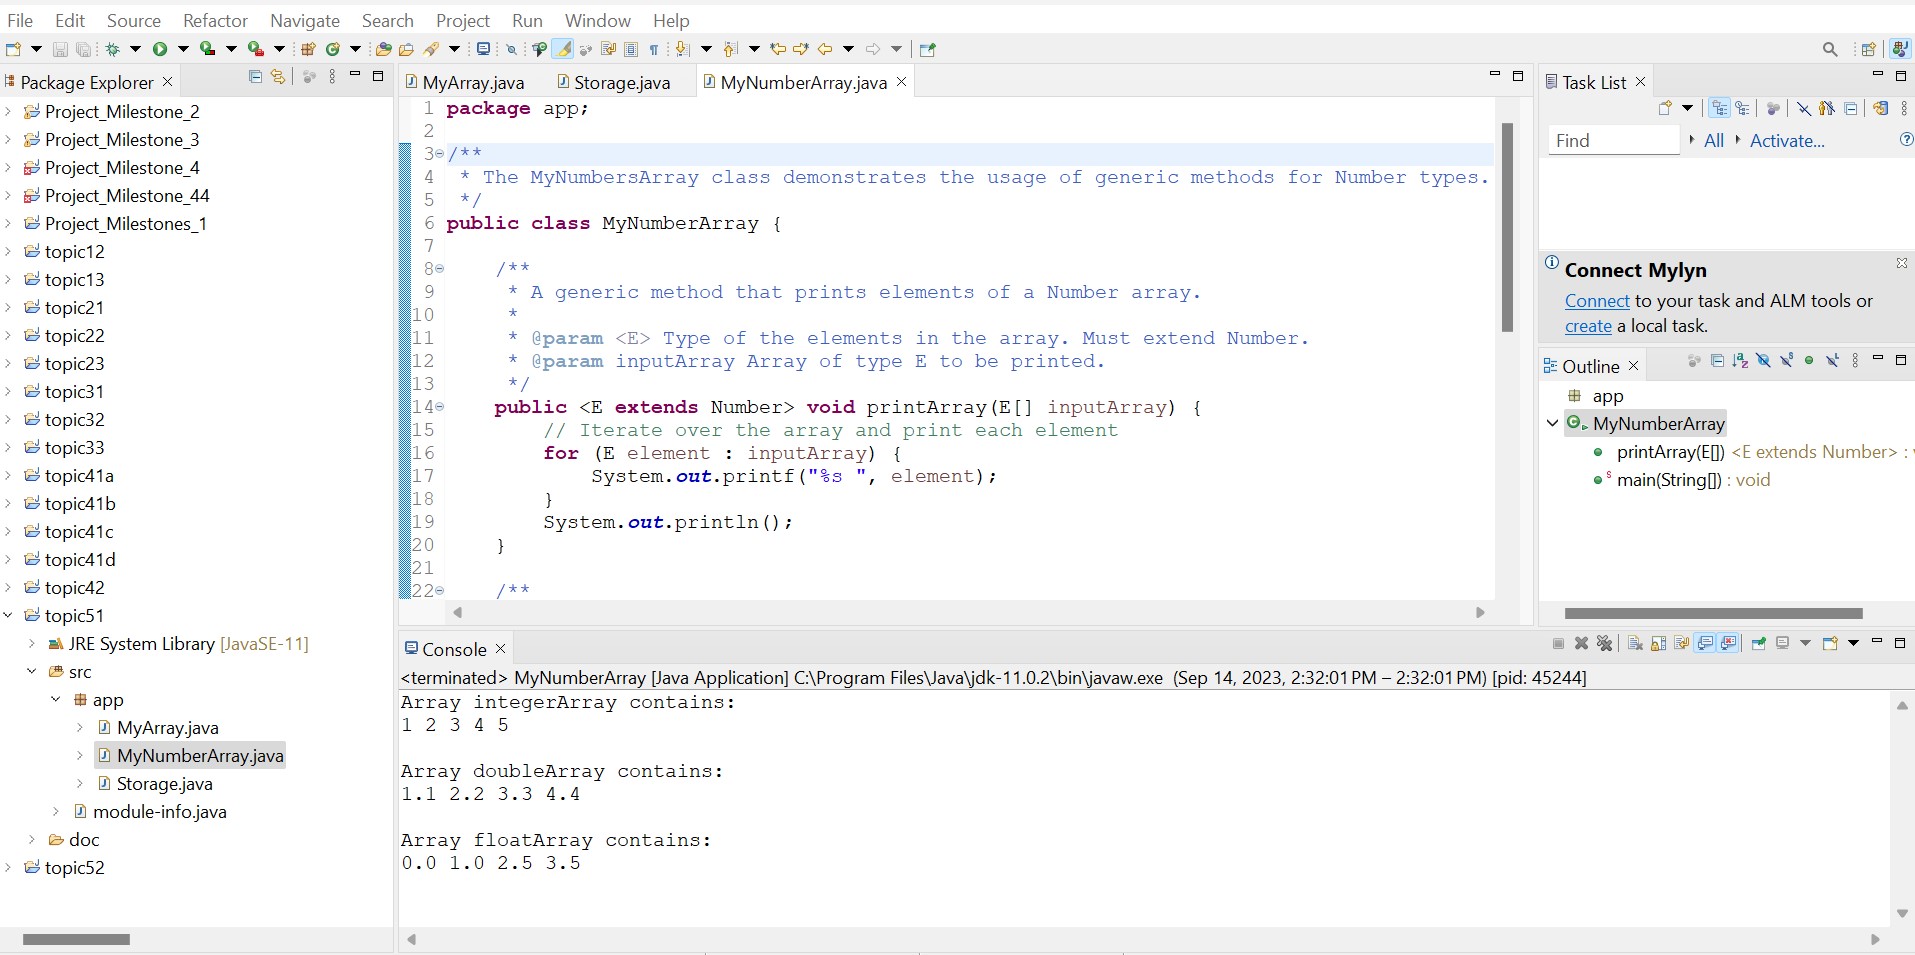 File Edit Source Refactor Navigate Search Project Run Window Help
Package Explorer
Project_Milestone_2
Project_Milestone_3
Project_Milestone_4
Project_Milestone_44
Project_Milestones_1
topic12
topic13
topic21
topic22
topic23
topic31
topic32
topic33
topic41a
topic41b
topic41c
topic41d
topic42
topic51
JRE System Library [JavaSE-11]
src
app
MyArray.java
MyNumberArray.java
Storage.java
module-info.java
doc
topic52
MyArray.java Storage.java MyNumberArray.java
1 package app;
2
3 /**
4 * The MyNumbersArray class demonstrates the usage of generic methods for Number types.
5 */
6 public class MyNumberArray {
7
8 /**
9 * A generic method that prints elements of a Number array.
10 *
11 * @param <E> Type of the elements in the array. Must extend Number.
12 * @param inputArray Array of type E to be printed.
13 */
14 public <E extends Number> void printArray(E[] inputArray) {
15 // Iterate over the array and print each element
16 for (E element : inputArray) {
17 System.out.printf("%s ", element);
18 }
19 System.out.println();
20 }
21
22 /**
Console
<terminated> MyNumberArray [Java Application] C:\Program Files\Java\jdk-11.0.2\bin\javaw.exe (Sep 14, 2023, 2:32:01 PM – 2:32:01 PM) [pid: 45244]
Array integerArray contains:
1 2 3 4 5
Array doubleArray contains:
1.1 2.2 3.3 4.4
Array floatArray contains:
0.0 1.0 2.5 3.5
Task List
Find All Activate...
Connect Mylyn
Connect to your task and ALM tools or
create a local task.
Outline
app
MyNumberArray
printArray(E[]) <E extends Number> :
main(String[]) : void